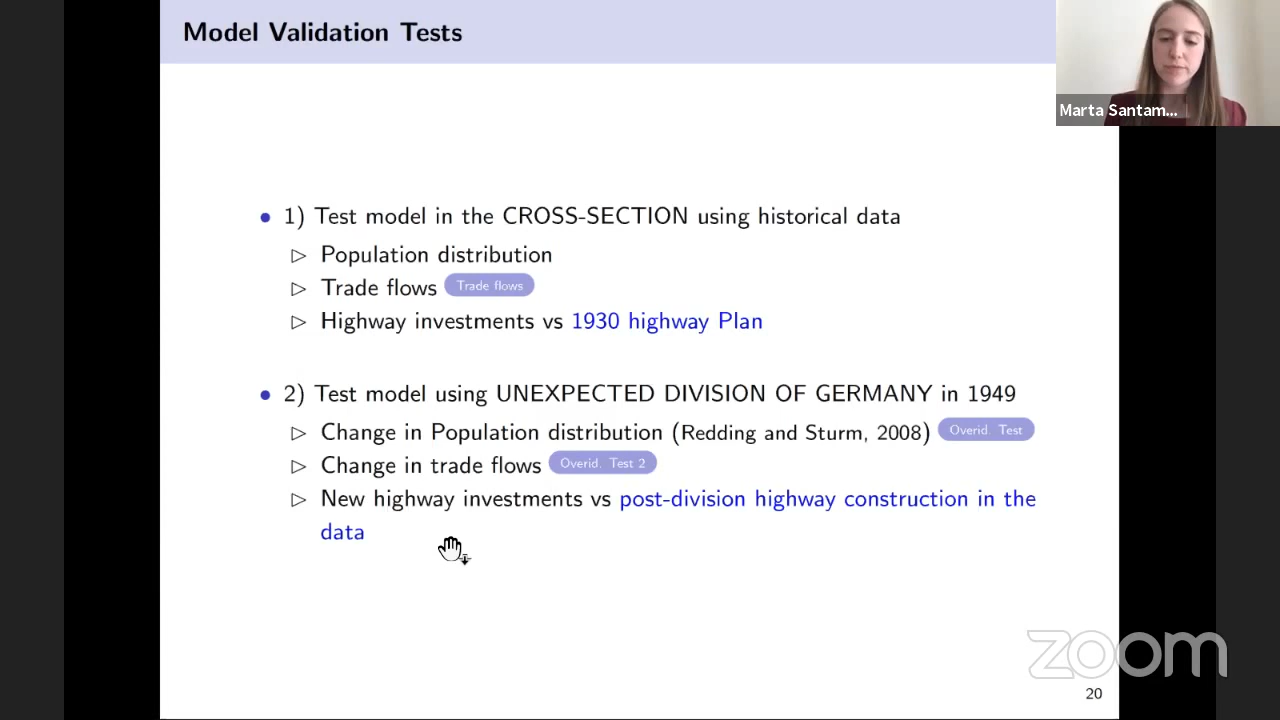 Model Validation Tests
Marta Santam...
• 1) Test model in the CROSS-SECTION using historical data
▷ Population distribution
▷ Trade flows Trade flows
▷ Highway investments vs 1930 highway Plan
• 2) Test model using UNEXPECTED DIVISION OF GERMANY in 1949
▷ Change in Population distribution (Redding and Sturm, 2008) Overid. Test
▷ Change in trade flows Overid. Test 2
▷ New highway investments vs post-division highway construction in the
data
zoom
20